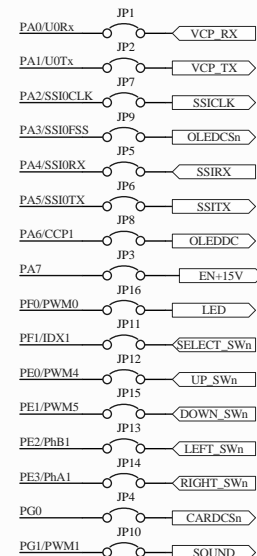 JP1
PA0/U0Rx VCP_RX
JP2
PA1/U0Tx VCP_TX
JP7
PA2/SSI0CLK SSICLK
JP9
PA3/SSI0FSS OLEDCSn
JP5
PA4/SSI0RX SSIRX
JP6
PA5/SSI0TX SSITX
JP8
PA6/CCP1 OLEDDC
JP3
PA7 EN+15V
JP16
PF0/PWM0 LED
JP11
PF1/IDX1 SELECT_SWn
JP12
PE0/PWM4 UP_SWn
JP15
PE1/PWM5 DOWN_SWn
JP13
PE2/PhB1 LEFT_SWn
JP14
PE3/PhA1 RIGHT_SWn
JP4
PG0 CARDCSn
JP10
PG1/PWM1 SOUND